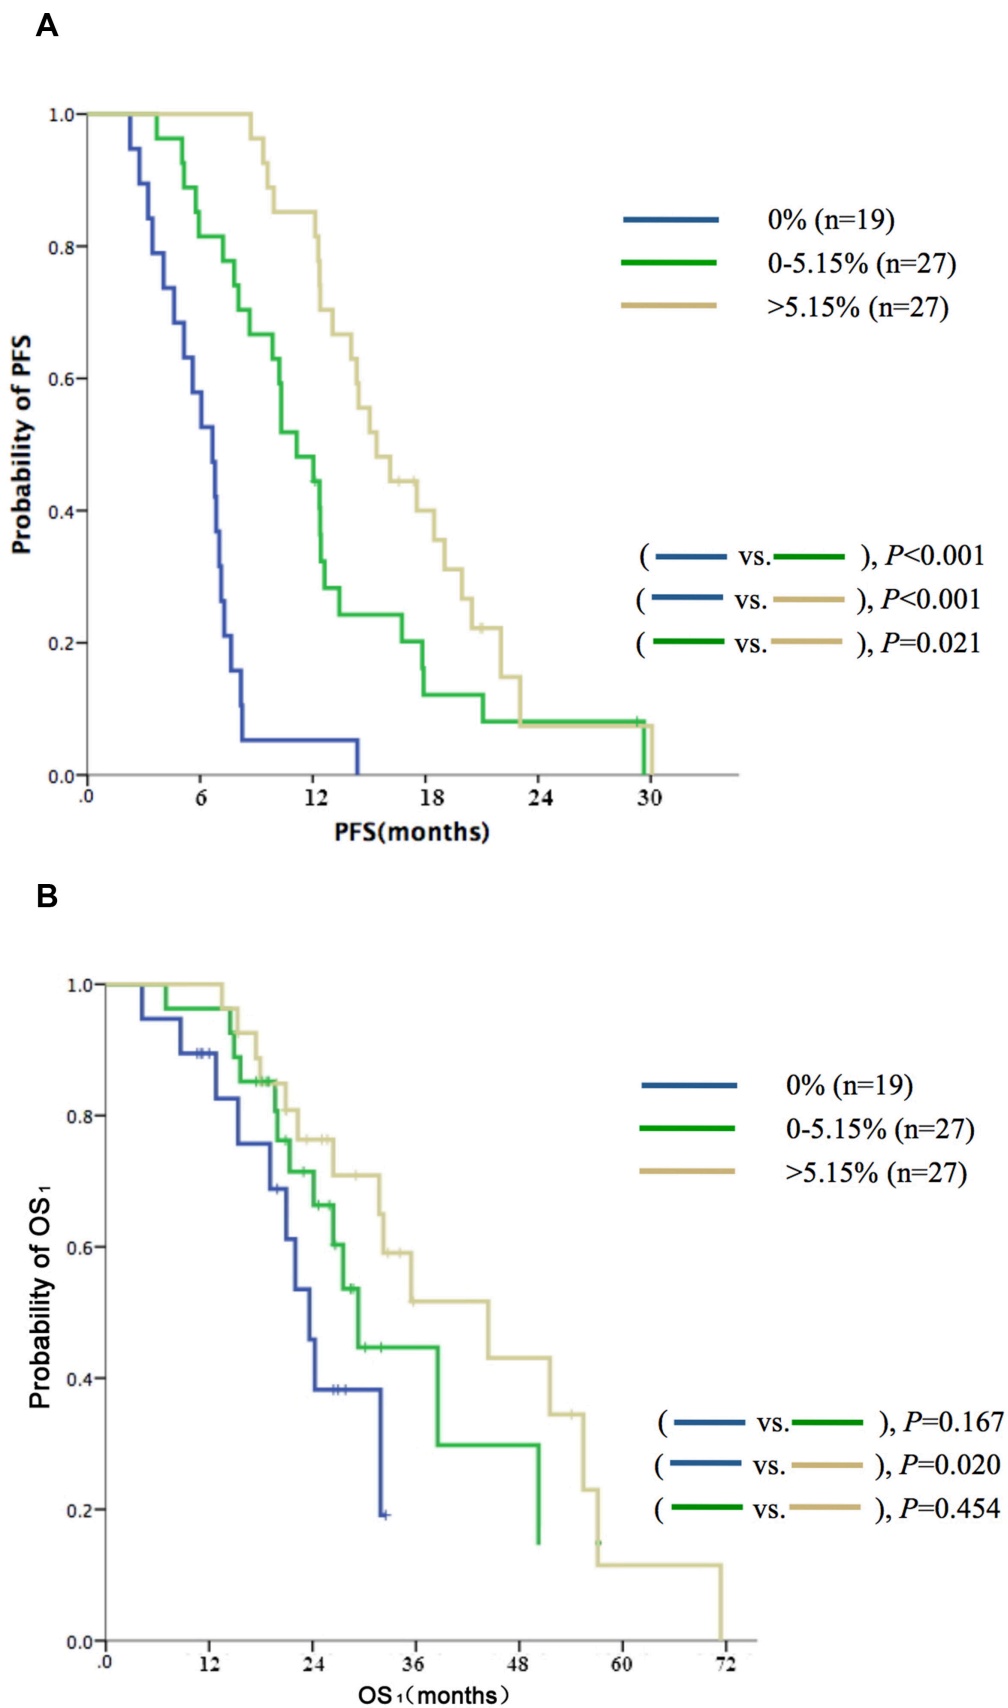 A
1.0
0.8
0.6
0.4
0.2
0.0
Probability of PFS
0% (n=19)
0-5.15% (n=27)
>5.15% (n=27)
( vs. ), P<0.001
( vs. ), P<0.001
( vs. ), P=0.021
.0 6 12 18 24 30
PFS(months)
B
1.0
0.8
0.6
0.4
0.2
0.0
Probability of OS₁
0% (n=19)
0-5.15% (n=27)
>5.15% (n=27)
( vs. ), P=0.167
( vs. ), P=0.020
( vs. ), P=0.454
.0 12 24 36 48 60 72
OS₁(months)